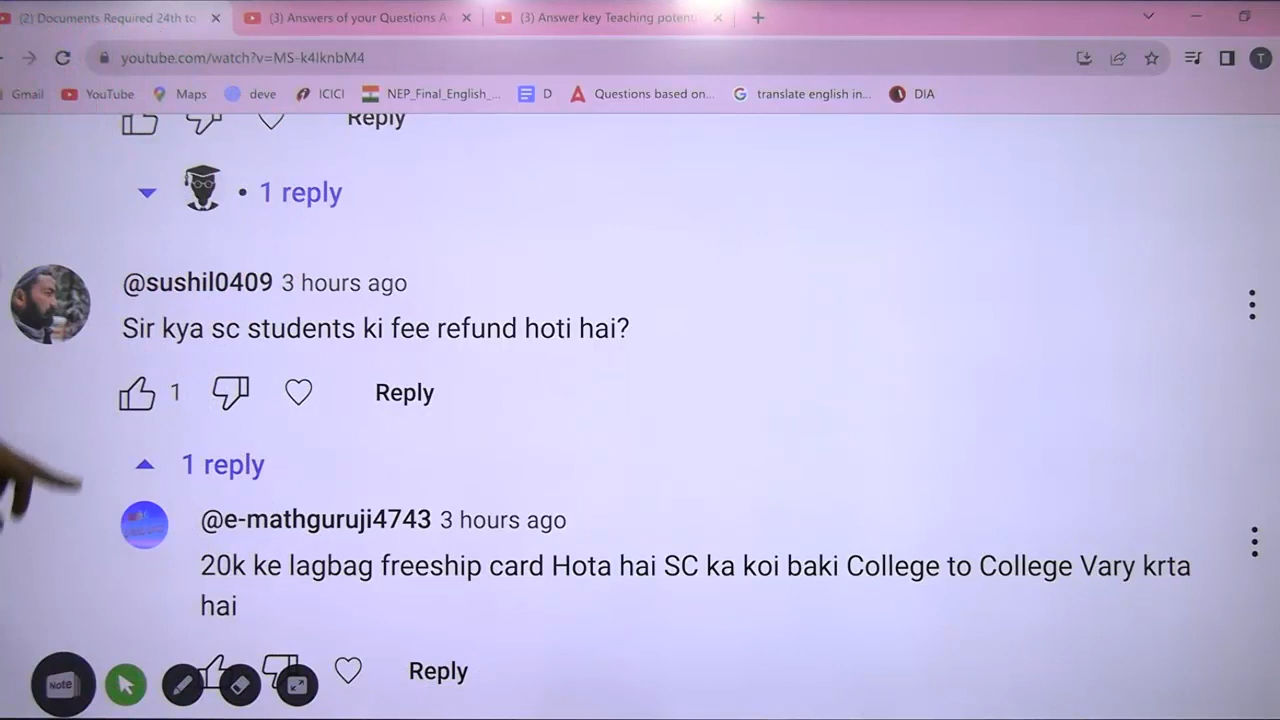 (2) Documents Required 24th to
(3) Answers of your Questions A
(3) Answer key Teaching potent
youtube.com/watch?v=MS-k4lknbM4
T
Gmail
YouTube
Maps
deve
ICICI
NEP_Final_English_...
D
Questions based on...
translate english in...
DIA
Reply
• 1 reply
@sushil0409 3 hours ago
Sir kya sc students ki fee refund hoti hai?
1
Reply
1 reply
@e-mathguruji4743 3 hours ago
20k ke lagbag freeship card Hota hai SC ka koi baki College to College Vary krta
hai
Reply
Note